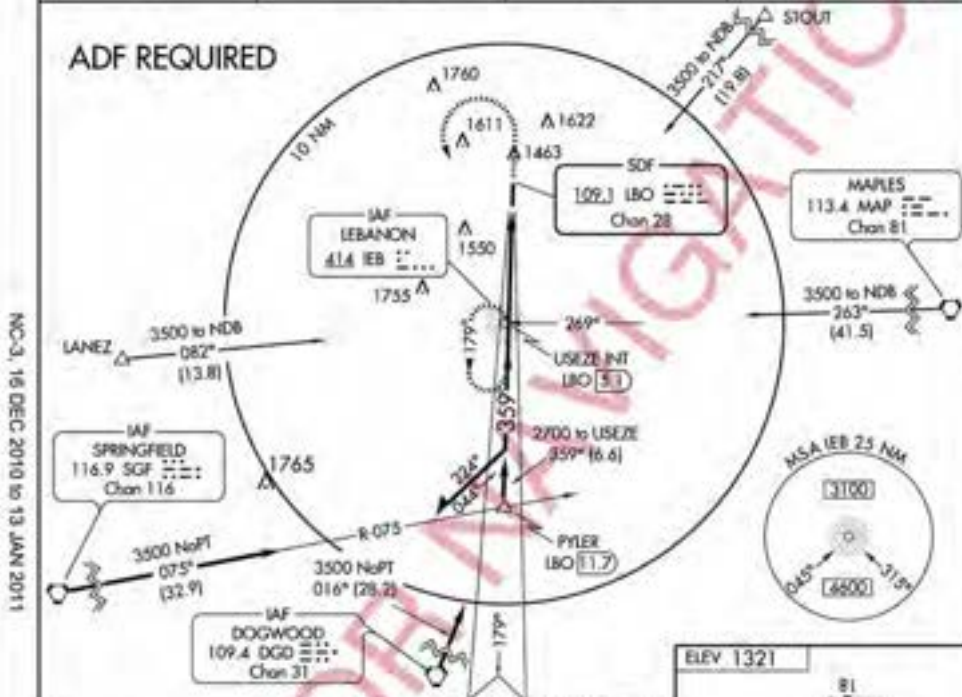 ADF REQUIRED
STOUT
3500 to NDB
217°
(19.8)
1760
1611
1622
1463
10 NM
SDF
109.1 LBO
Chan 28
MAPLES
113.4 MAP
Chan 81
IAF
LEBANON
414 IEB
1550
1755
3500 to NDB
263°
(41.5)
LANEZ
3500 to NDB
082°
(13.8)
269°
179°
USEZE INT
LBO 5.1
359°
2700 to USEZE
359° (6.6)
IAF
SPRINGFIELD
116.9 SGF
Chan 116
1765
MSA IEB 25 NM
3100
045°
315°
4600
R-075
PYLER
LBO 11.7
3500 NoPT
075°
(32.9)
3500 NoPT
016° (28.2)
IAF
DOGWOOD
109.4 DGD
Chan 31
179°
ELEV 1321
NC-3, 16 DEC 2010 to 13 JAN 2011